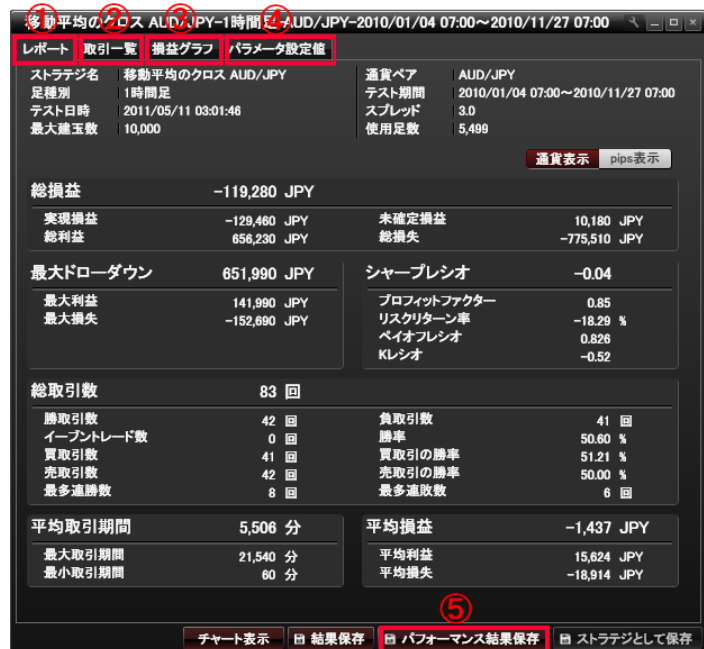 移動平均のクロス AUD/JPY-1時間足-AUD/JPY-2010/01/04 07:00～2010/11/27 07:00
① ② ③ ④
レポート 取引一覧 損益グラフ パラメータ設定値
ストラテジ名 移動平均のクロス AUD/JPY 通貨ペア AUD/JPY
足種別 1時間足 テスト期間 2010/01/04 07:00～2010/11/27 07:00
テスト日時 2011/05/11 03:01:46 スプレッド 3.0
最大建玉数 10,000 使用足数 5,499
通貨表示 pips表示
総損益 -119,280 JPY
実現損益 -129,460 JPY 未確定損益 10,180 JPY
総利益 656,230 JPY 総損失 -775,510 JPY
最大ドローダウン 651,990 JPY シャープレシオ -0.04
最大利益 141,990 JPY プロフィットファクター 0.85
最大損失 -152,690 JPY リスクリターン率 -18.29 %
ペイオフレシオ 0.826
Kレシオ -0.52
総取引数 83 回
勝取引数 42 回 負取引数 41 回
イーブントレード数 0 回 勝率 50.60 %
買取引数 41 回 買取引の勝率 51.21 %
売取引数 42 回 売取引の勝率 50.00 %
最多連勝数 8 回 最多連敗数 6 回
平均取引期間 5,506 分 平均損益 -1,437 JPY
最大取引期間 21,540 分 平均利益 15,624 JPY
最小取引期間 60 分 平均損失 -18,914 JPY
⑤
チャート表示 結果保存 パフォーマンス結果保存 ストラテジとして保存